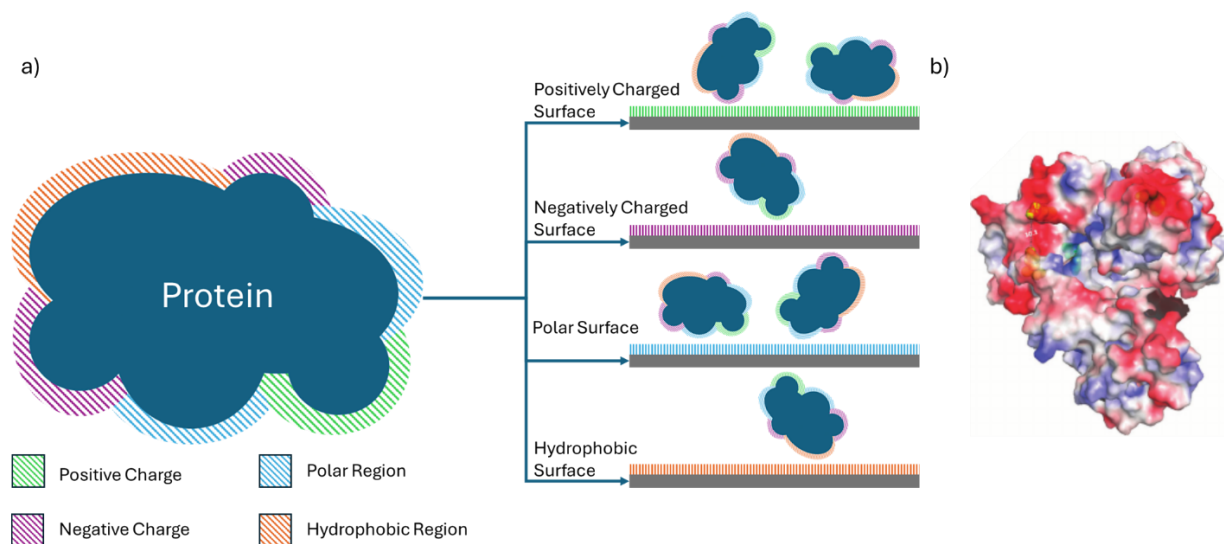 a)
Protein
Positive Charge
Polar Region
Negative Charge
Hydrophobic Region
Positively Charged
Surface
Negatively Charged
Surface
Polar Surface
Hydrophobic
Surface
b)